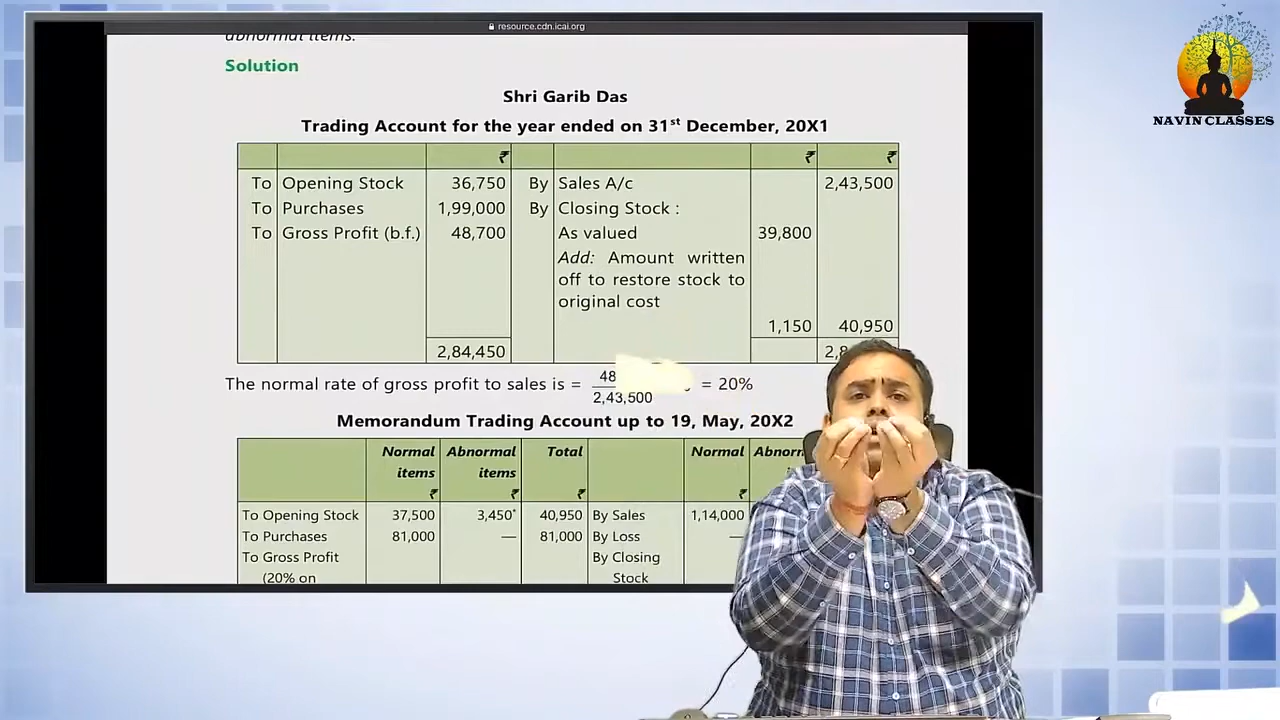 resource.cdn.icai.org
NAVIN CLASSES
abnormal items.
Solution
Shri Garib Das
Trading Account for the year ended on 31st December, 20X1
₹ ₹ ₹
To Opening Stock 36,750 By Sales A/c 2,43,500
To Purchases 1,99,000 By Closing Stock :
To Gross Profit (b.f.) 48,700 As valued 39,800
Add: Amount written
off to restore stock to
original cost
1,150 40,950
2,84,450
The normal rate of gross profit to sales is = 48 = 20%
2,43,500
Memorandum Trading Account up to 19, May, 20X2
Normal Abnormal Total Normal
items items
₹ ₹ ₹ ₹
To Opening Stock 37,500 3,450* 40,950 By Sales 1,14,000
To Purchases 81,000 — 81,000 By Loss —
To Gross Profit By Closing
(20% on Stock